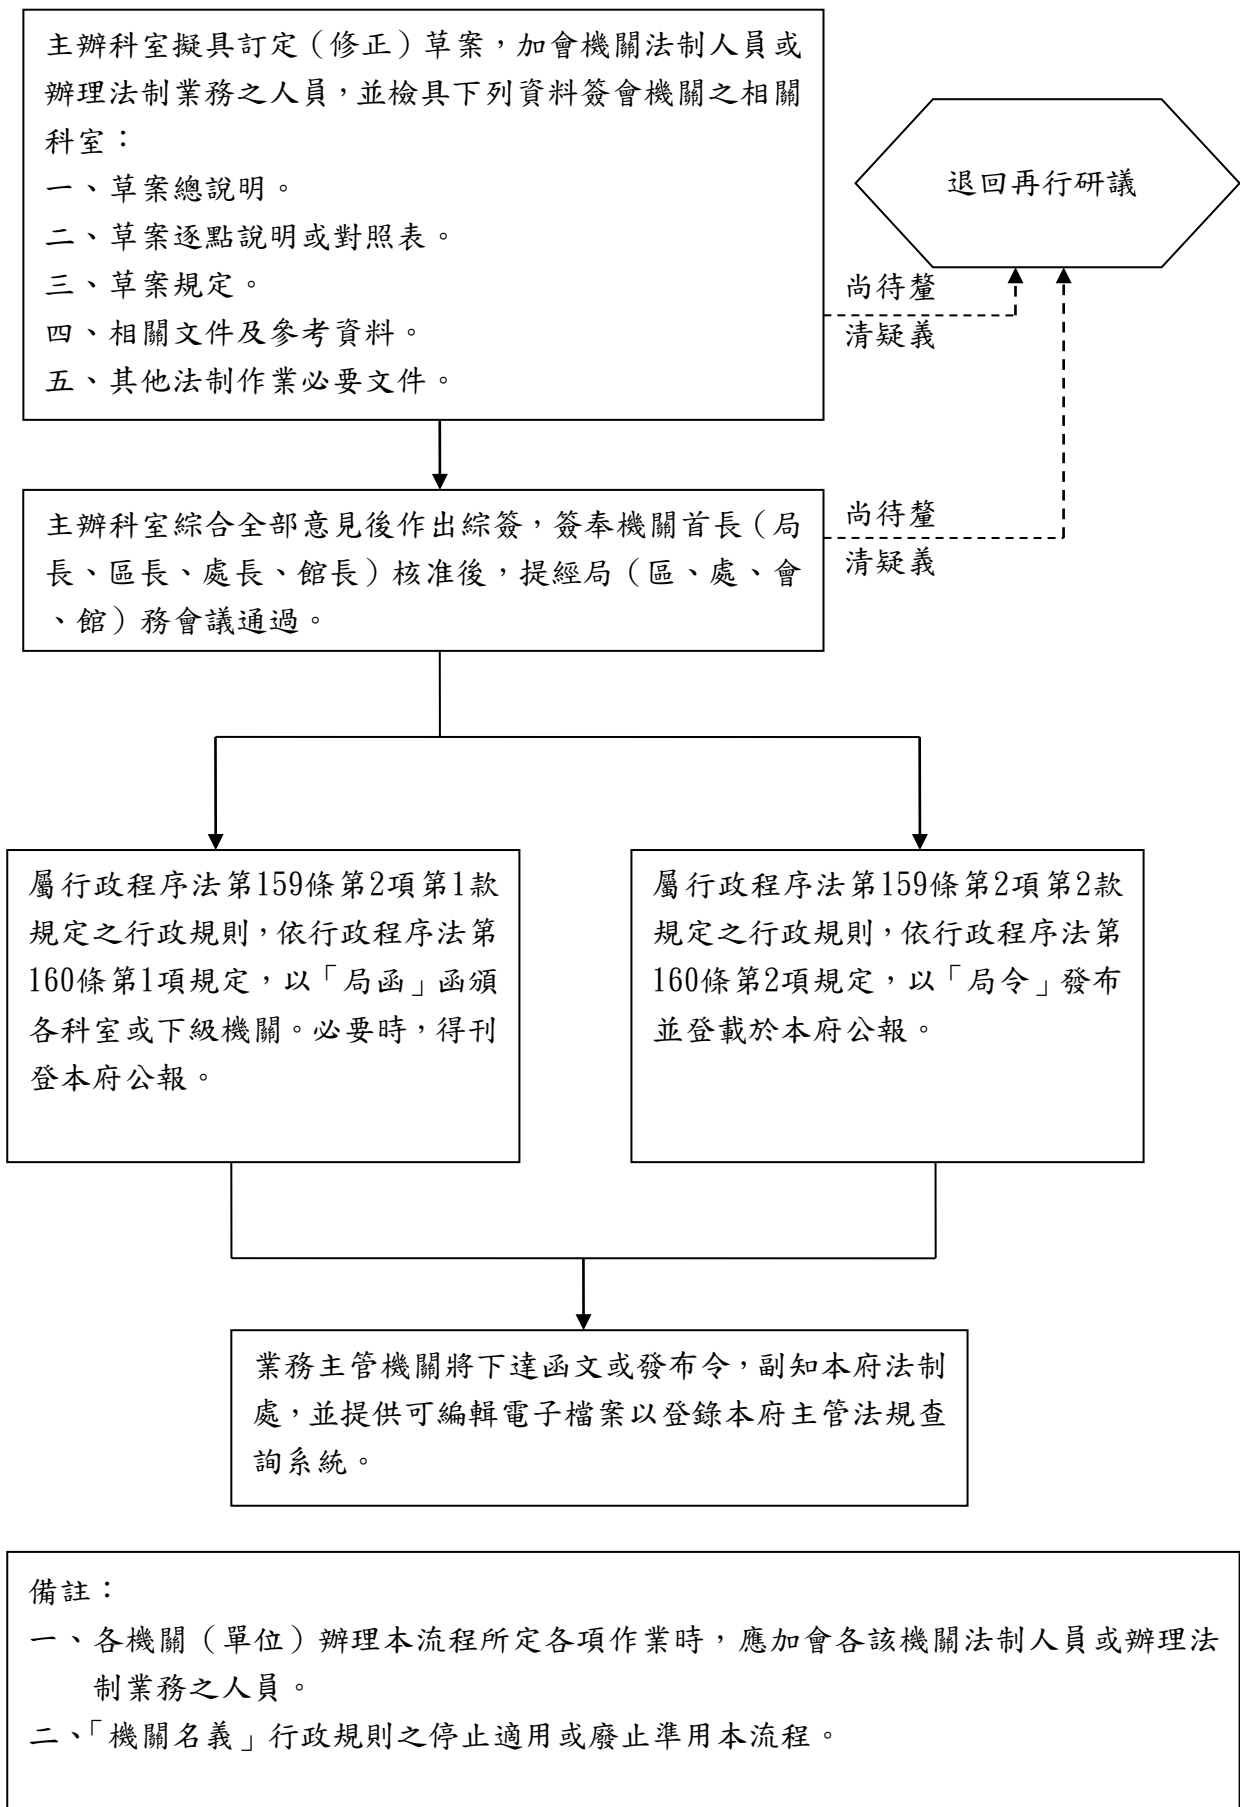 主辦科室擬具訂定（修正）草案，加會機關法制人員或
辦理法制業務之人員，並檢具下列資料簽會機關之相關
科室：
一、草案總說明。
二、草案逐點說明或對照表。
三、草案規定。
四、相關文件及參考資料。
五、其他法制作業必要文件。
退回再行研議
尚待釐
清疑義
主辦科室綜合全部意見後作出綜簽，簽奉機關首長（局
長、區長、處長、館長）核准後，提經局（區、處、會
、館）務會議通過。
尚待釐
清疑義
屬行政程序法第159條第2項第1款
規定之行政規則，依行政程序法第
160條第1項規定，以「局函」函頒
各科室或下級機關。必要時，得刊
登本府公報。
屬行政程序法第159條第2項第2款
規定之行政規則，依行政程序法第
160條第2項規定，以「局令」發布
並登載於本府公報。
業務主管機關將下達函文或發布令，副知本府法制
處，並提供可編輯電子檔案以登錄本府主管法規查
詢系統。
備註：
一、各機關（單位）辦理本流程所定各項作業時，應加會各該機關法制人員或辦理法
制業務之人員。
二、「機關名義」行政規則之停止適用或廢止準用本流程。